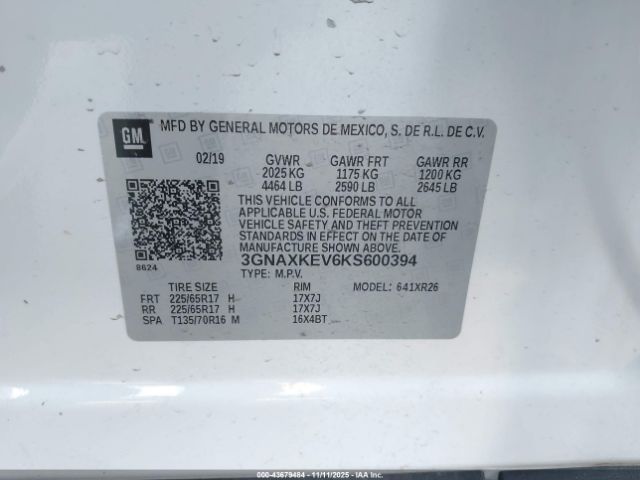 GM MFD BY GENERAL MOTORS DE MEXICO, S. DE R.L. DE C.V.
02/19 GVWR GAWR FRT GAWR RR
2025 KG 1175 KG 1200 KG
4464 LB 2590 LB 2645 LB
THIS VEHICLE CONFORMS TO ALL
APPLICABLE U.S. FEDERAL MOTOR
VEHICLE SAFETY AND THEFT PREVENTION
STANDARDS IN EFFECT ON THE DATE OF
MANUFACTURE SHOWN ABOVE.
3GNAXKEV6KS600394
8624
TYPE: M.P.V. MODEL: 641XR26
TIRE SIZE RIM
FRT 225/65R17 H 17X7J
RR 225/65R17 H 17X7J
SPA T135/70R16 M 16X4BT
000-43679484 - 11/11/2025 - IAA Inc.